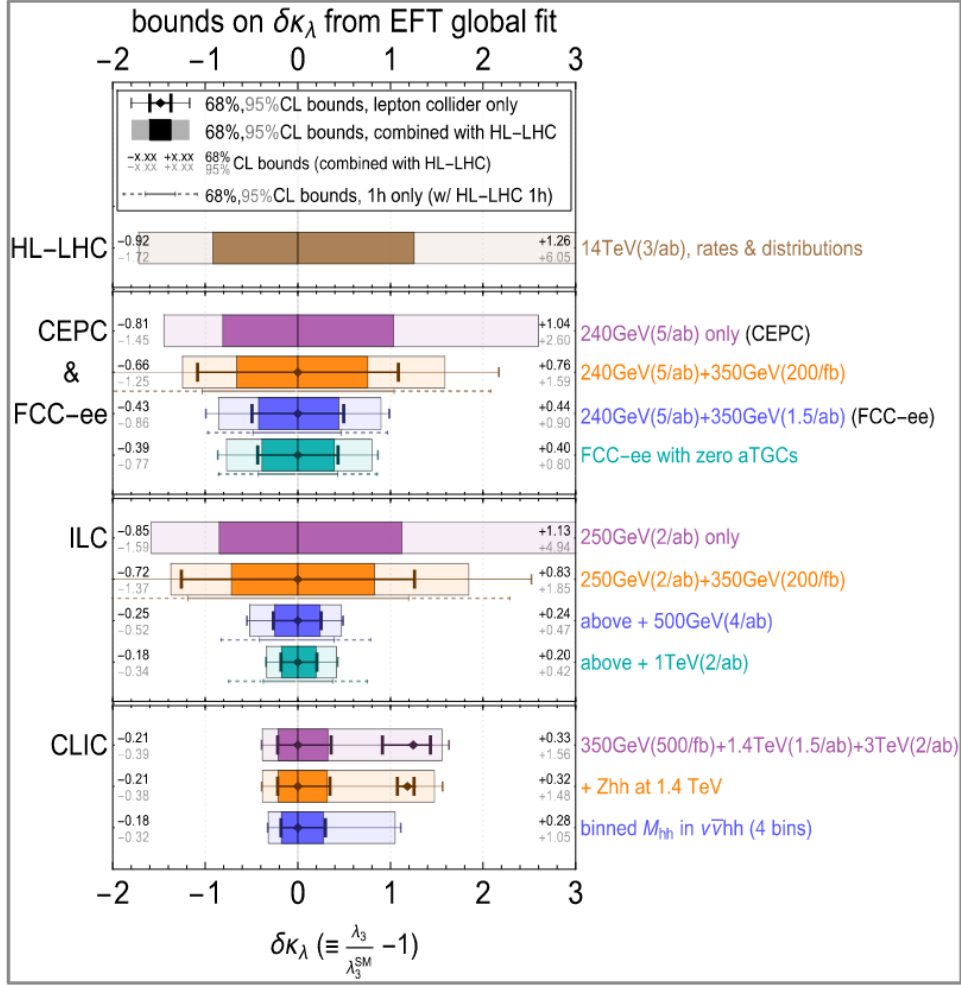 bounds on δκλ from EFT global fit
−2 −1 0 1 2 3
68%,95%CL bounds, lepton collider only
68%,95%CL bounds, combined with HL−LHC
−x.xx +x.xx 68% CL bounds (combined with HL−LHC)
−x.xx +x.xx 95%
68%,95%CL bounds, 1h only (w/ HL−LHC 1h)
HL−LHC −0.92 +1.26 14TeV(3/ab), rates & distributions
−1.72 +6.05
CEPC −0.81 +1.04 240GeV(5/ab) only (CEPC)
−1.45 +2.60
& −0.66 +0.76 240GeV(5/ab)+350GeV(200/fb)
−1.25 +1.59
FCC−ee −0.43 +0.44 240GeV(5/ab)+350GeV(1.5/ab) (FCC−ee)
−0.86 +0.90
−0.39 +0.40 FCC−ee with zero aTGCs
−0.77 +0.80
ILC −0.85 +1.13 250GeV(2/ab) only
−1.59 +4.94
−0.72 +0.83 250GeV(2/ab)+350GeV(200/fb)
−1.37 +1.85
−0.25 +0.24 above + 500GeV(4/ab)
−0.52 +0.47
−0.18 +0.20 above + 1TeV(2/ab)
−0.34 +0.42
CLIC −0.21 +0.33 350GeV(500/fb)+1.4TeV(1.5/ab)+3TeV(2/ab)
−0.39 +1.56
−0.21 +0.32 + Zhh at 1.4 TeV
−0.38 +1.48
−0.18 +0.28 binned Mhh in νν̄hh (4 bins)
−0.32 +1.05
−2 −1 0 1 2 3
δκλ (≡ λ3 / λ3SM −1)